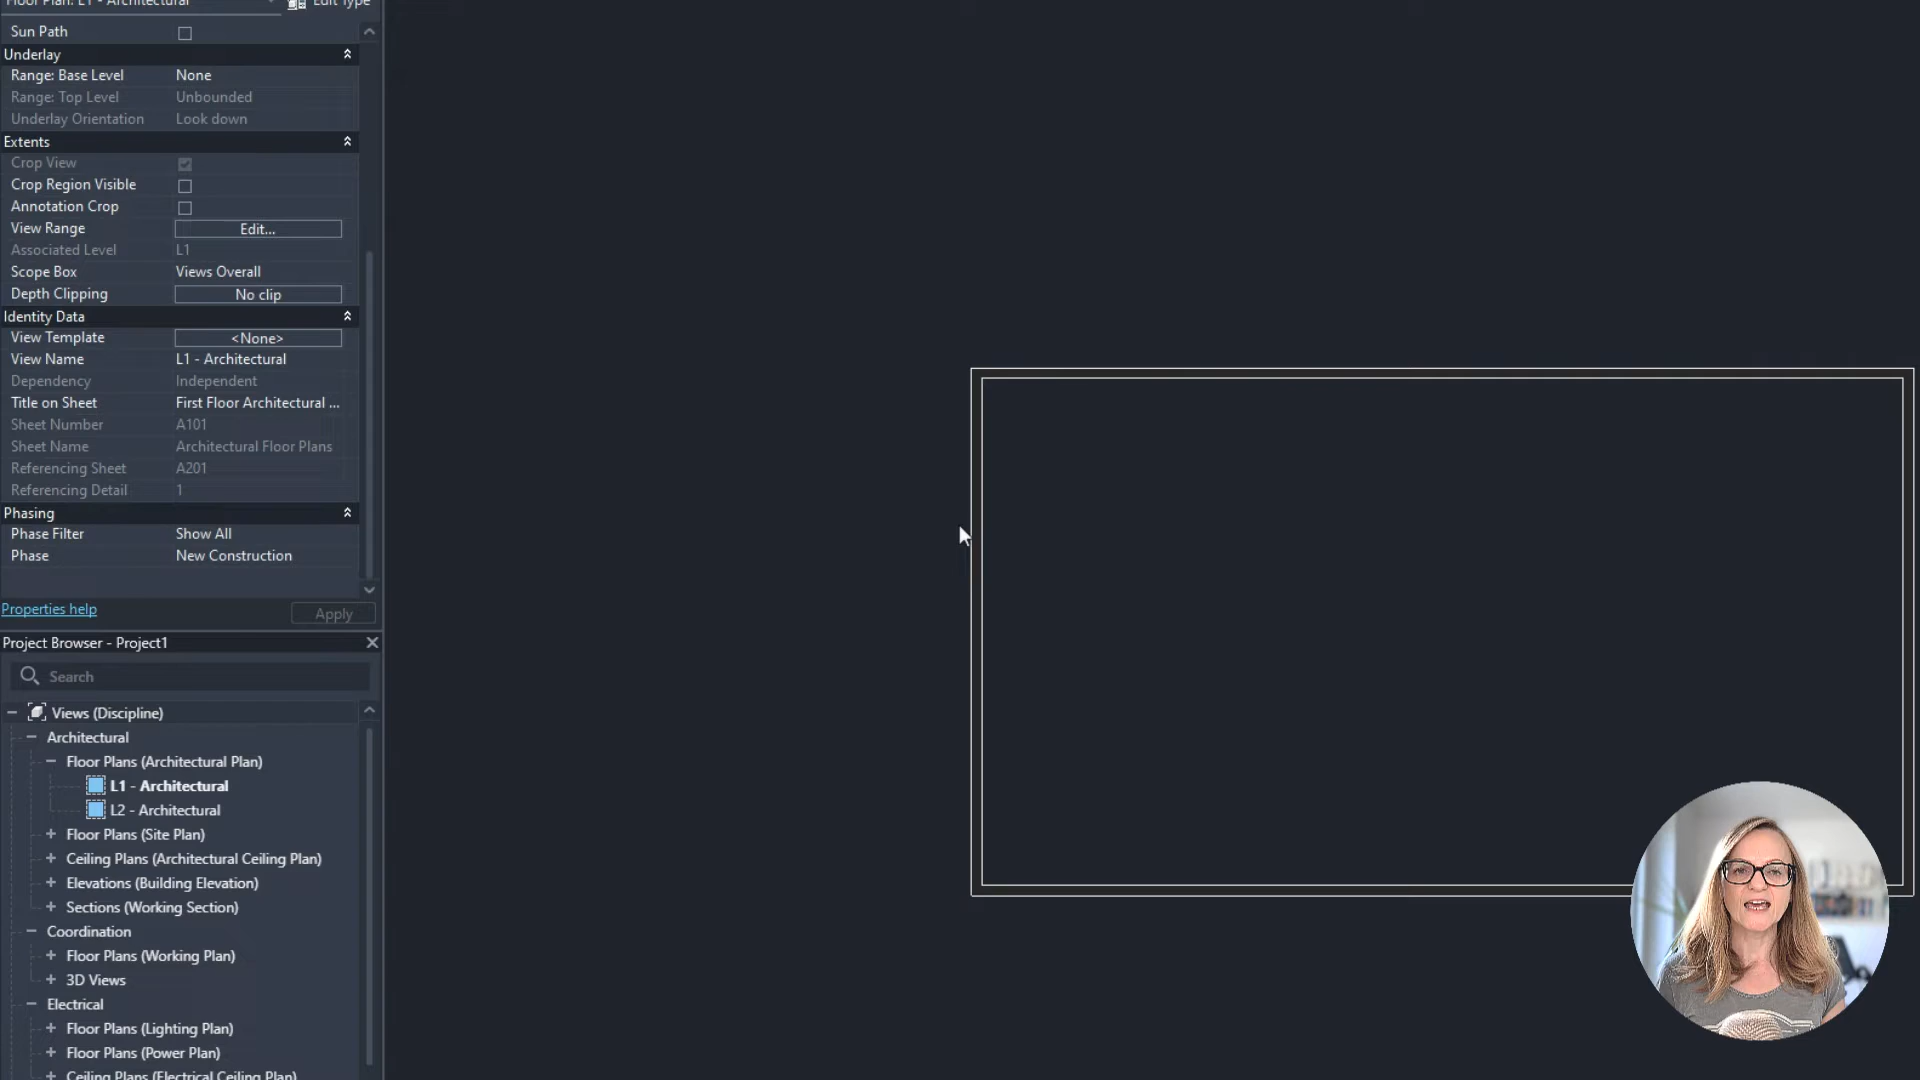 Floor Plan: L1 - Architectural
Edit Type
Sun Path
Underlay
Range: Base Level None
Range: Top Level Unbounded
Underlay Orientation Look down
Extents
Crop View
Crop Region Visible
Annotation Crop
View Range Edit...
Associated Level L1
Scope Box Views Overall
Depth Clipping No clip
Identity Data
View Template <None>
View Name L1 - Architectural
Dependency Independent
Title on Sheet First Floor Architectural ...
Sheet Number A101
Sheet Name Architectural Floor Plans
Referencing Sheet A201
Referencing Detail 1
Phasing
Phase Filter Show All
Phase New Construction
Properties help Apply
Project Browser - Project1
Search
Views (Discipline)
Architectural
Floor Plans (Architectural Plan)
L1 - Architectural
L2 - Architectural
Floor Plans (Site Plan)
Ceiling Plans (Architectural Ceiling Plan)
Elevations (Building Elevation)
Sections (Working Section)
Coordination
Floor Plans (Working Plan)
3D Views
Electrical
Floor Plans (Lighting Plan)
Floor Plans (Power Plan)
Ceiling Plans (Electrical Ceiling Plan)